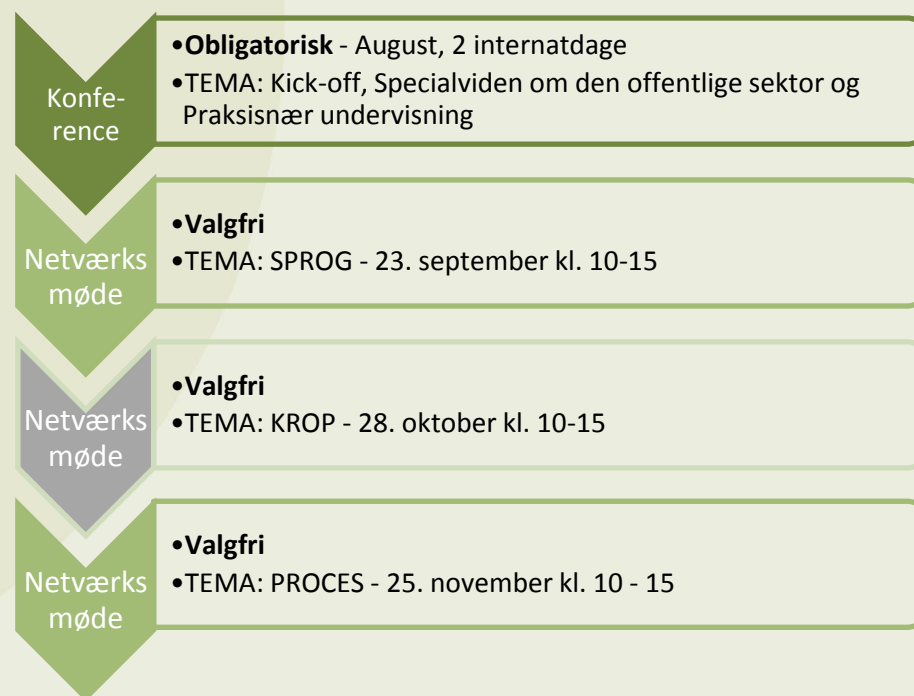 Konfe-
rence
•Obligatorisk - August, 2 internatdage
•TEMA: Kick-off, Specialviden om den offentlige sektor og
Praksisnær undervisning
Netværks
møde
•Valgfri
•TEMA: SPROG - 23. september kl. 10-15
Netværks
møde
•Valgfri
•TEMA: KROP - 28. oktober kl. 10-15
Netværks
møde
•Valgfri
•TEMA: PROCES - 25. november kl. 10 - 15